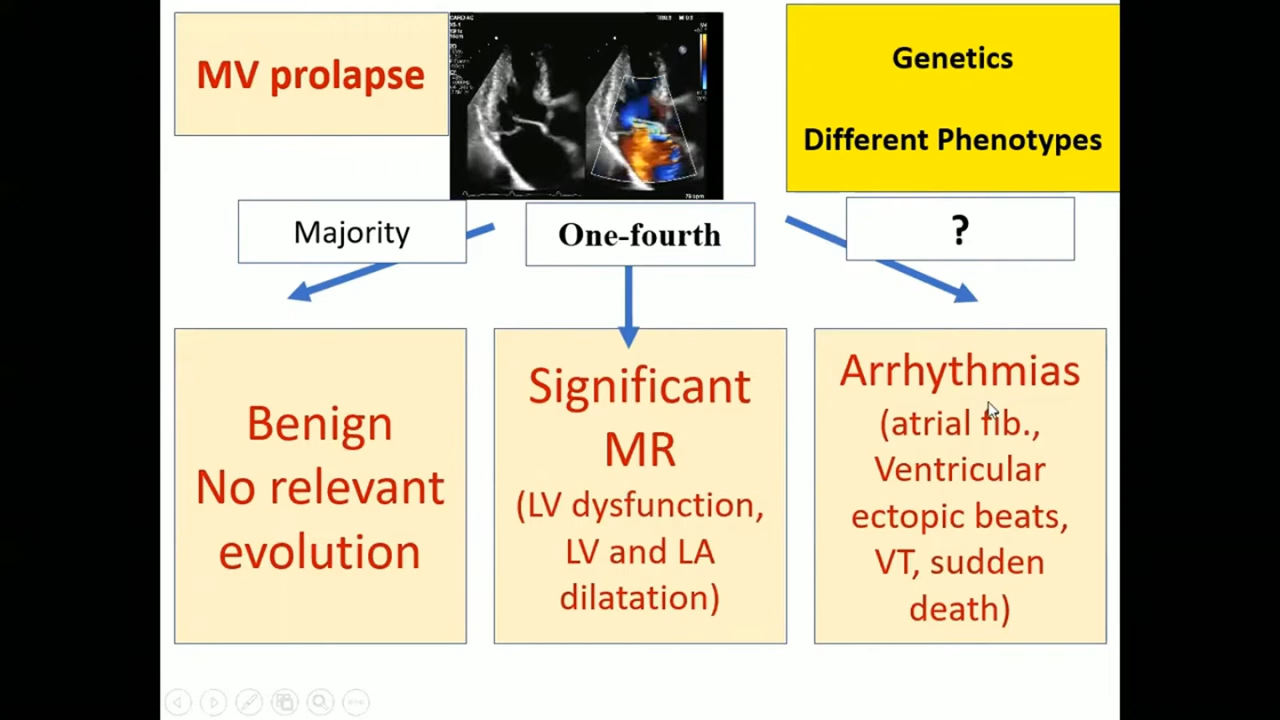 MV prolapse
Genetics
Different Phenotypes
Majority
One-fourth
?
Benign
No relevant
evolution
Significant
MR
(LV dysfunction,
LV and LA
dilatation)
Arrhythmias
(atrial fib.,
Ventricular
ectopic beats,
VT, sudden
death)